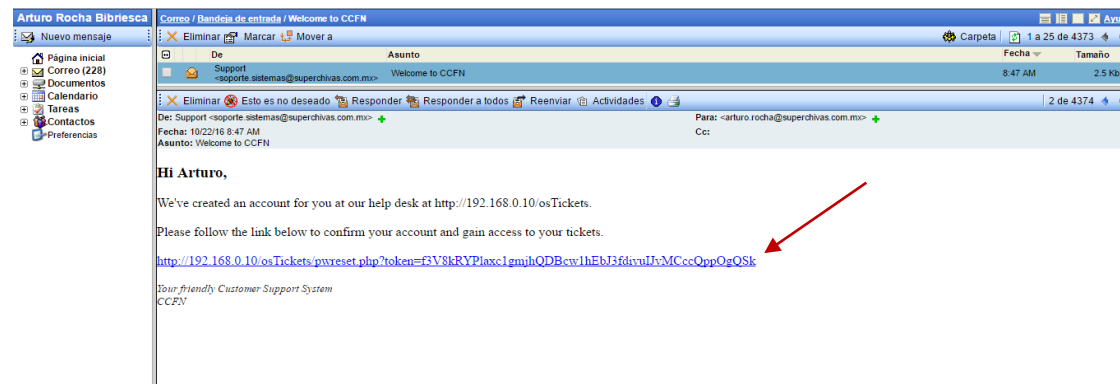 Arturo Rocha Bibriesca
Correo / Bandeja de entrada / Welcome to CCFN
Nuevo mensaje
Eliminar Marcar Mover a
Carpeta 1 a 25 de 4373
Página inicial
Correo (228)
Documentos
Calendario
Tareas
Contactos
Preferencias
De Asunto Fecha Tamaño
Support
<soporte.sistemas@superchivas.com.mx> Welcome to CCFN 8:47 AM 2.5 Kb
Eliminar Esto es no deseado Responder Responder a todos Reenviar Actividades 2 de 4374
De: Support <soporte.sistemas@superchivas.com.mx> Para: <arturo.rocha@superchivas.com.mx>
Fecha: 10/22/16 8:47 AM Cc:
Asunto: Welcome to CCFN
Hi Arturo,
We've created an account for you at our help desk at http://192.168.0.10/osTickets.
Please follow the link below to confirm your account and gain access to your tickets.
http://192.168.0.10/osTickets/pwreset.php?token=f3V8kRYPlaxc1gmjhQDBcw1hEbJ3fdivuIJvMCccQppOgQSk
Your friendly Customer Support System
CCFN